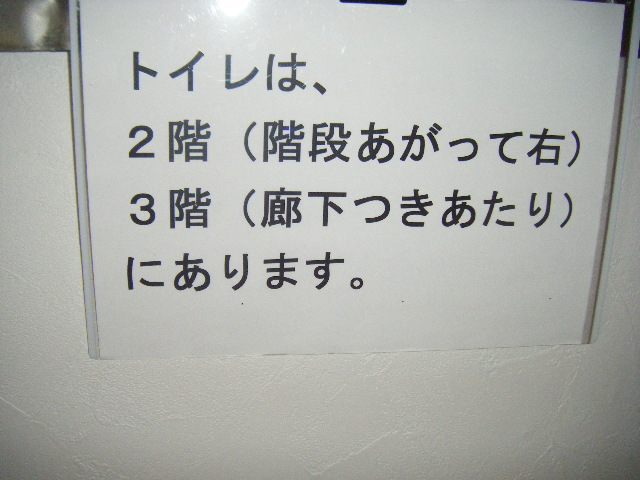 トイレは、
２階（階段あがって右）
３階（廊下つきあたり）
にあります。